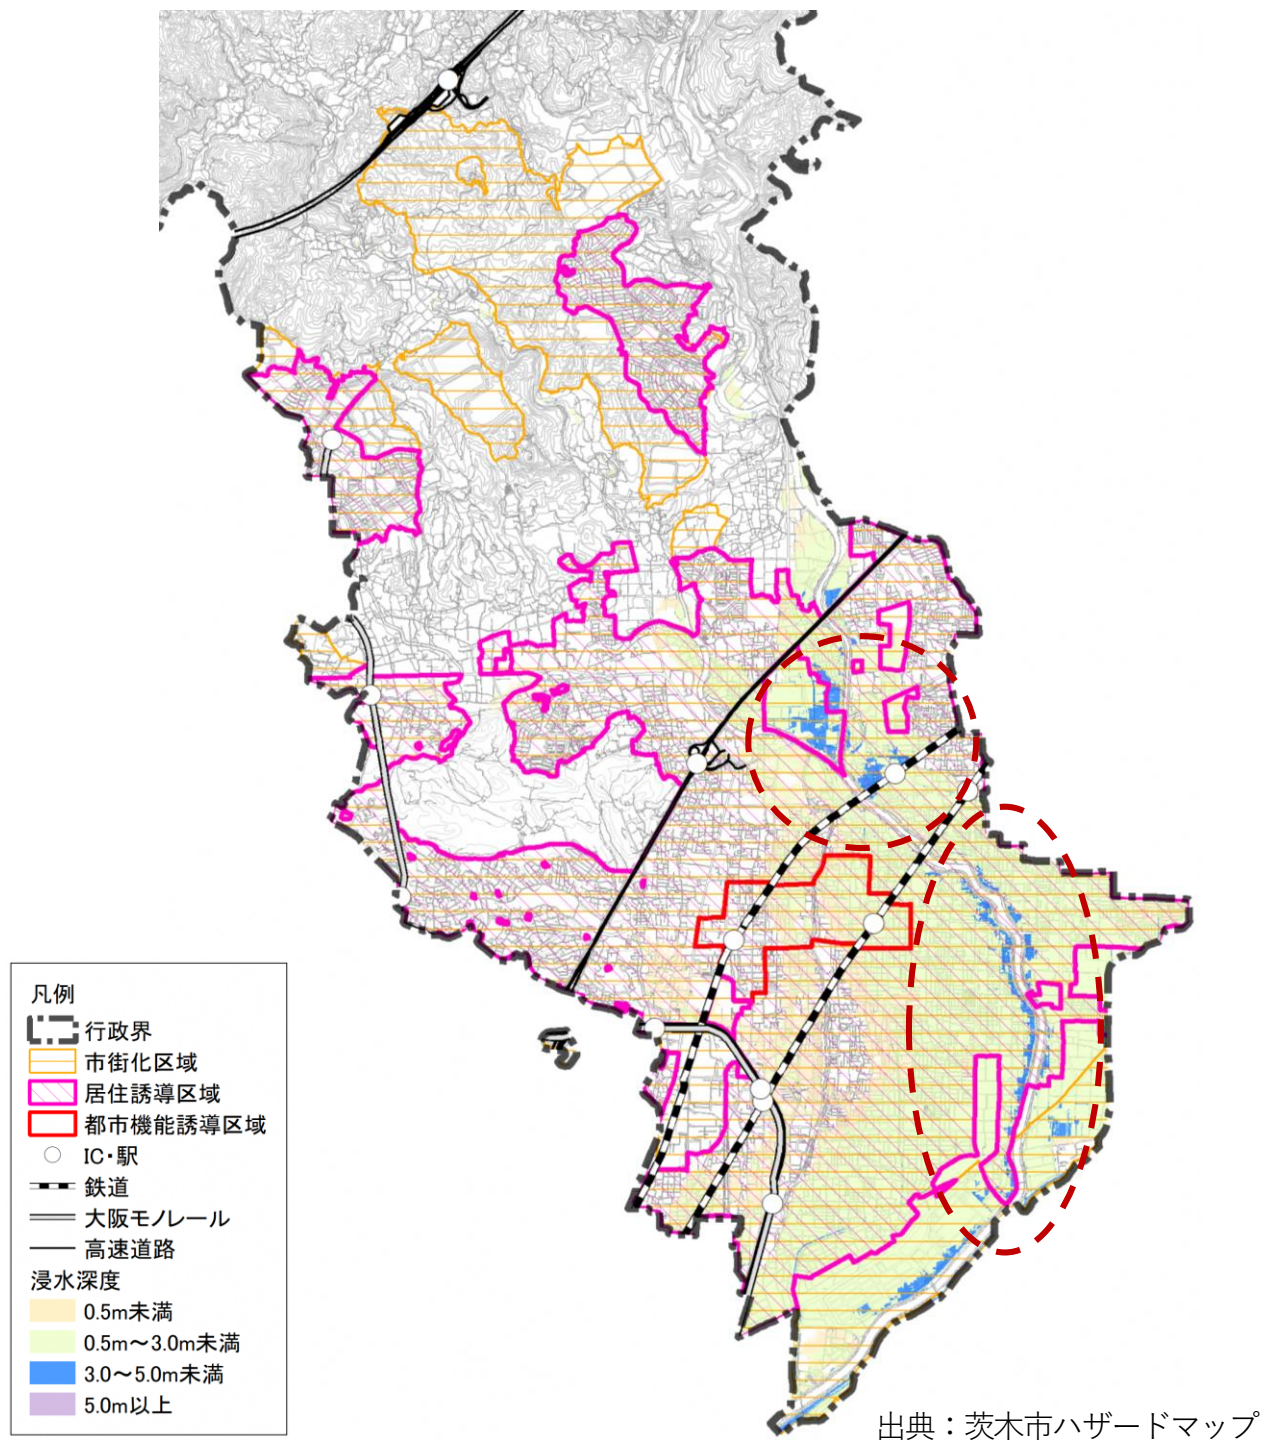 凡例
行政界
市街化区域
居住誘導区域
都市機能誘導区域
IC・駅
鉄道
大阪モノレール
高速道路
浸水深度
0.5m未満
0.5m～3.0m未満
3.0～5.0m未満
5.0m以上
出典：茨木市ハザードマップ